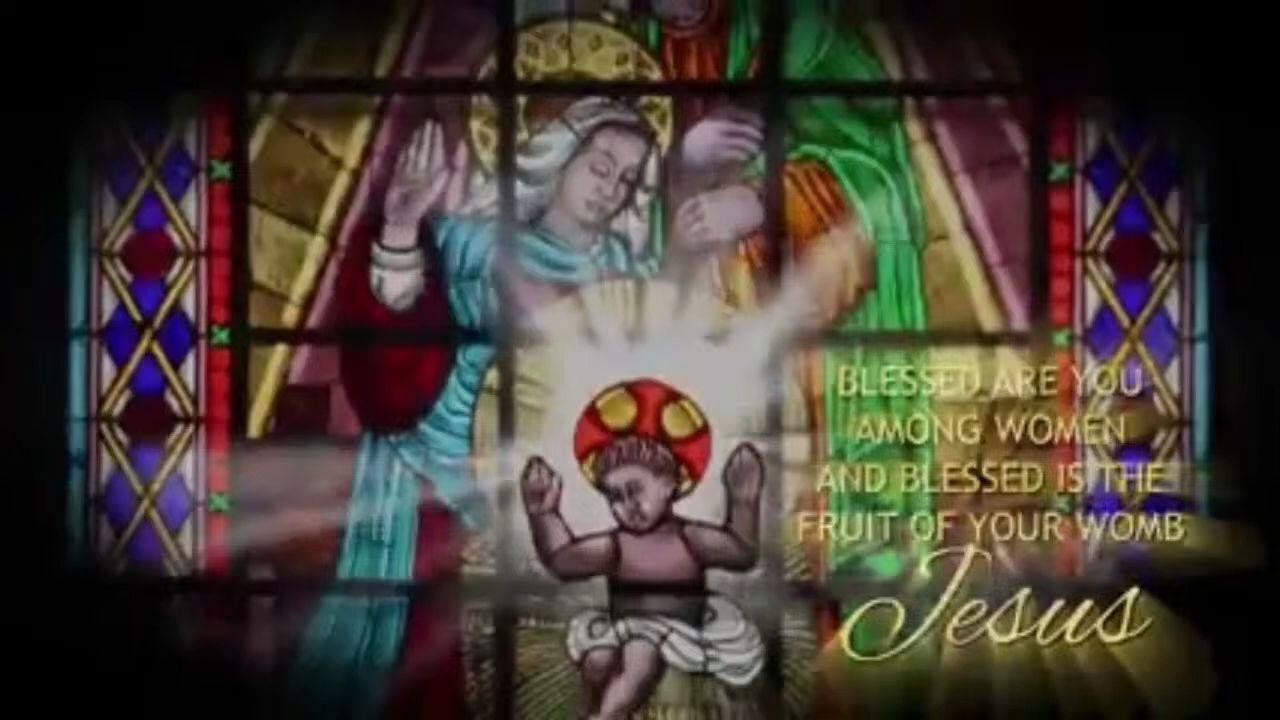 BLESSED ARE YOU
AMONG WOMEN
AND BLESSED IS THE
FRUIT OF YOUR WOMB
Jesus